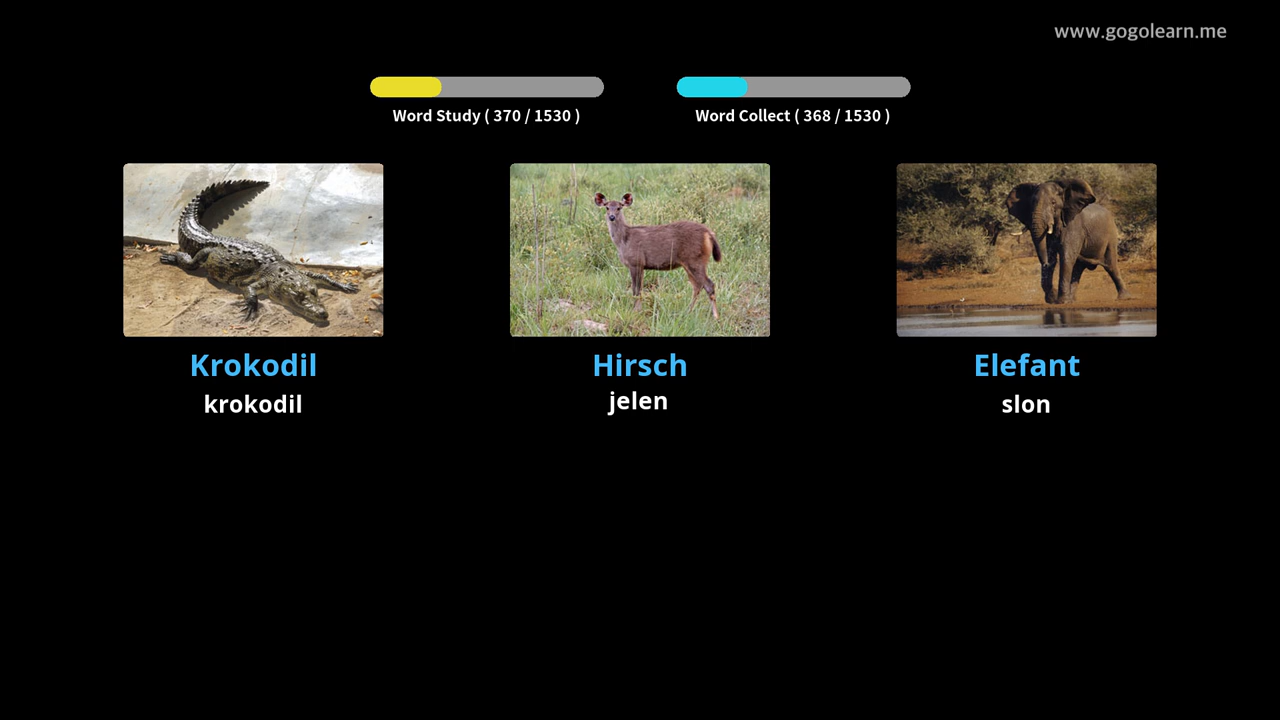 www.gogolearn.me
Word Study ( 370 / 1530 )
Word Collect ( 368 / 1530 )
Krokodil
krokodil
Hirsch
jelen
Elefant
slon